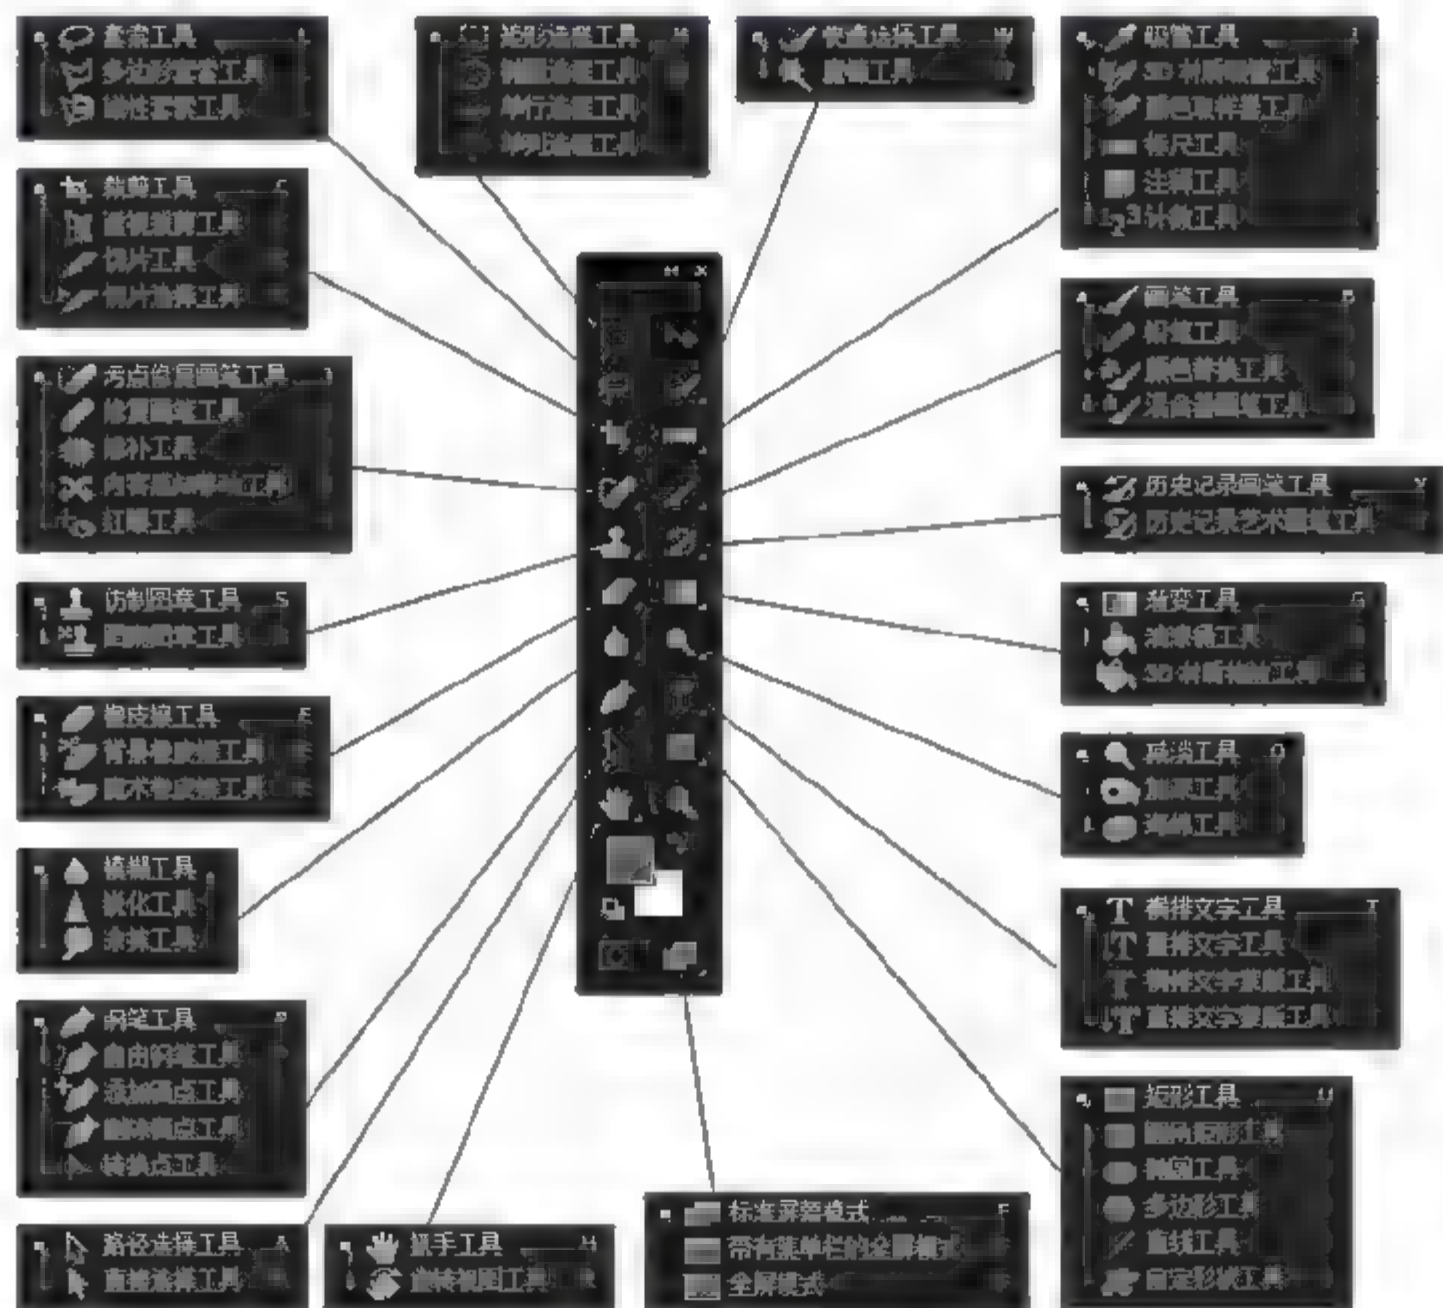 套索工具 L
多边形套索工具 L
磁性套索工具 L
矩形选框工具 M
椭圆选框工具 M
单行选框工具
单列选框工具
快速选择工具 W
魔棒工具 W
吸管工具 I
3D 材质吸管工具 I
颜色取样器工具 I
标尺工具 I
注释工具 I
计数工具 I
裁剪工具 C
透视裁剪工具 C
切片工具 C
切片选择工具 C
画笔工具 B
铅笔工具 B
颜色替换工具 B
混合器画笔工具 B
污点修复画笔工具 J
修复画笔工具 J
修补工具 J
内容感知移动工具 J
红眼工具 J
历史记录画笔工具 Y
历史记录艺术画笔工具 Y
仿制图章工具 S
图案图章工具 S
渐变工具 G
油漆桶工具 G
3D 材质拖放工具 G
橡皮擦工具 E
背景橡皮擦工具 E
魔术橡皮擦工具 E
减淡工具 O
加深工具 O
海绵工具 O
模糊工具
锐化工具
涂抹工具
横排文字工具 T
直排文字工具 T
横排文字蒙版工具 T
直排文字蒙版工具 T
钢笔工具 P
自由钢笔工具 P
添加锚点工具
删除锚点工具
转换点工具
矩形工具 U
圆角矩形工具 U
椭圆工具 U
多边形工具 U
直线工具 U
自定形状工具 U
路径选择工具 A
直接选择工具 A
抓手工具 H
旋转视图工具 R
标准屏幕模式 F
带有菜单栏的全屏模式 F
全屏模式 F